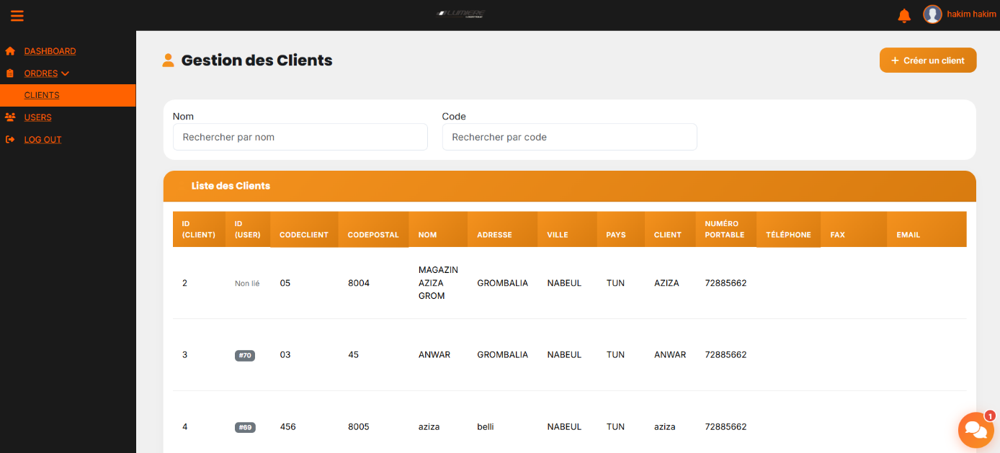 LUMIERE
LOGISTIQUE
hakim hakim
DASHBOARD
ORDRES
CLIENTS
USERS
LOG OUT
Gestion des Clients
+ Créer un client
Nom
Code
Rechercher par nom
Rechercher par code
Liste des Clients
ID (CLIENT) ID (USER) CODECLIENT CODEPOSTAL NOM ADRESSE VILLE PAYS CLIENT NUMÉRO PORTABLE TÉLÉPHONE FAX EMAIL
2 Non lié 05 8004 MAGAZIN AZIZA GROM GROMBALIA NABEUL TUN AZIZA 72885662
3 #70 03 45 ANWAR GROMBALIA NABEUL TUN ANWAR 72885662
4 #69 456 8005 aziza belli NABEUL TUN aziza 72885662
1